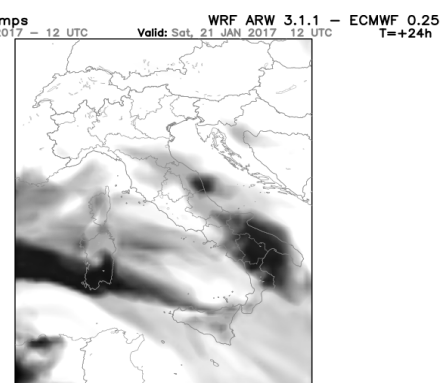 mps WRF ARW 3.1.1 – ECMWF 0.25
2017 – 12 UTC Valid: Sat, 21 JAN 2017 12 UTC T=+24h